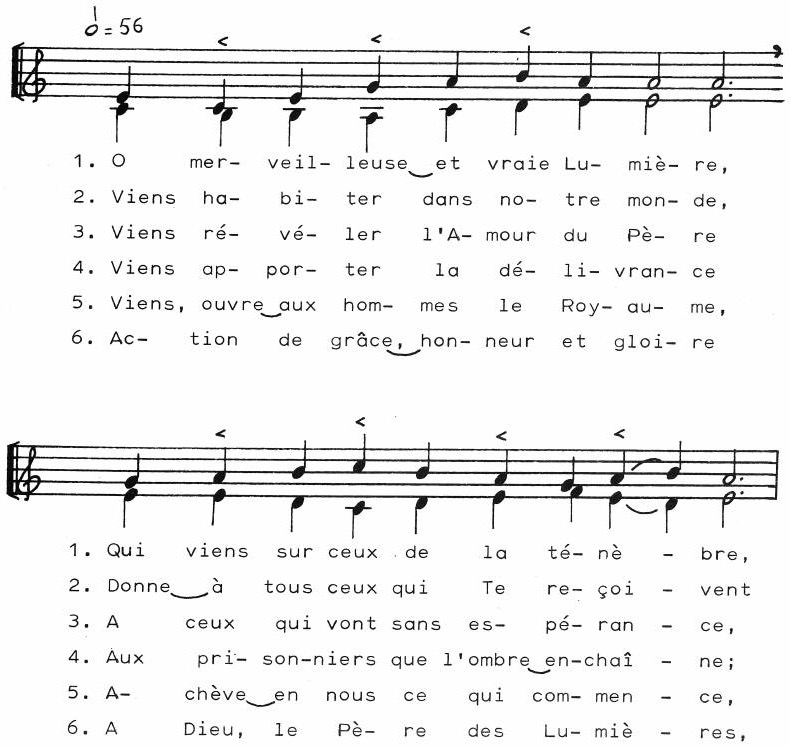 𝅗𝅥 = 56
1. O mer- veil- leuse et vraie Lu- miè- re,
2. Viens ha- bi- ter dans no- tre mon- de,
3. Viens ré- vé- ler l'A- mour du Pè- re
4. Viens ap- por- ter la dé- li- vran- ce
5. Viens, ouvre aux hom- mes le Roy- au- me,
6. Ac- tion de grâce, hon- neur et gloi- re
1. Qui viens sur ceux de la té- nè - bre,
2. Donne à tous ceux qui Te re- çoi - vent
3. A ceux qui vont sans es- pé- ran - ce,
4. Aux pri- son-niers que l'ombre en-chaî - ne;
5. A- chève en nous ce qui com- men - ce,
6. A Dieu, le Pè- re des Lu- miè - res,